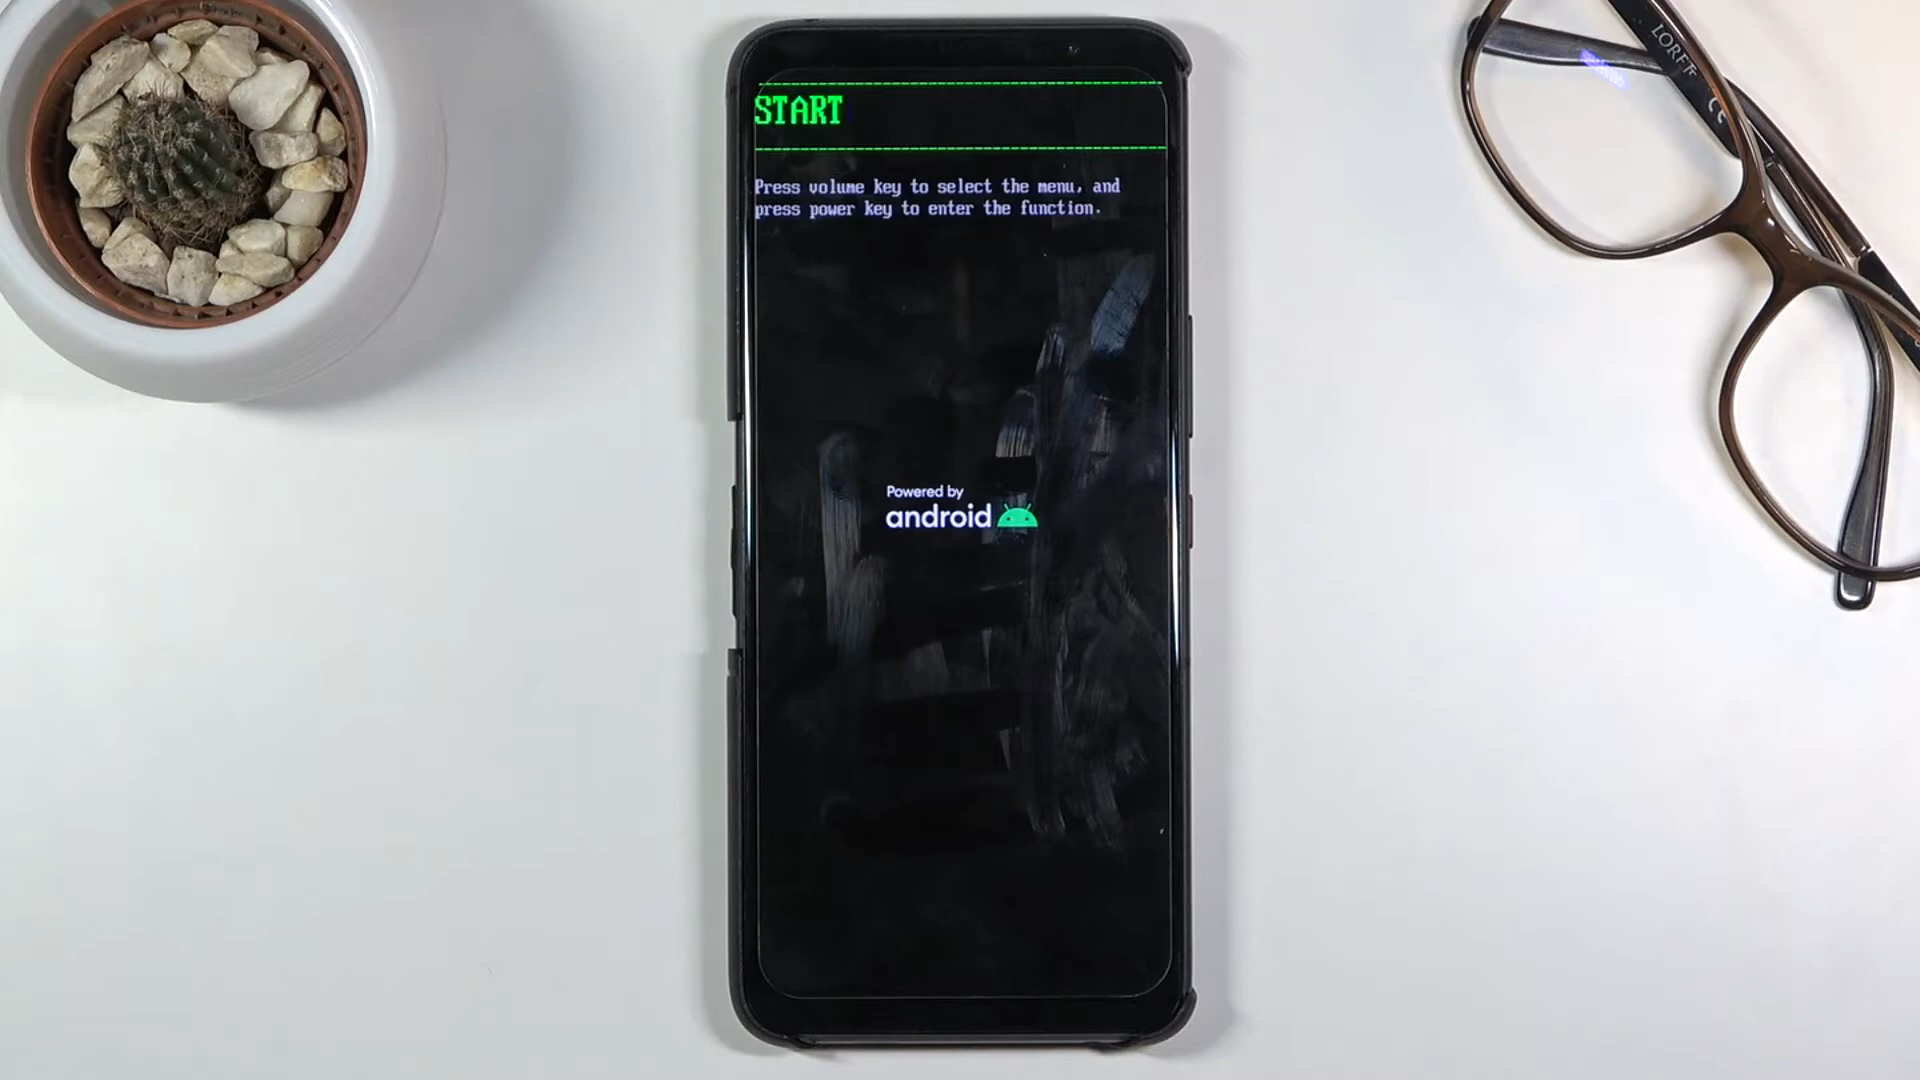 START
Press volume key to select the menu, and
press power key to enter the function.
Powered by
android
CE